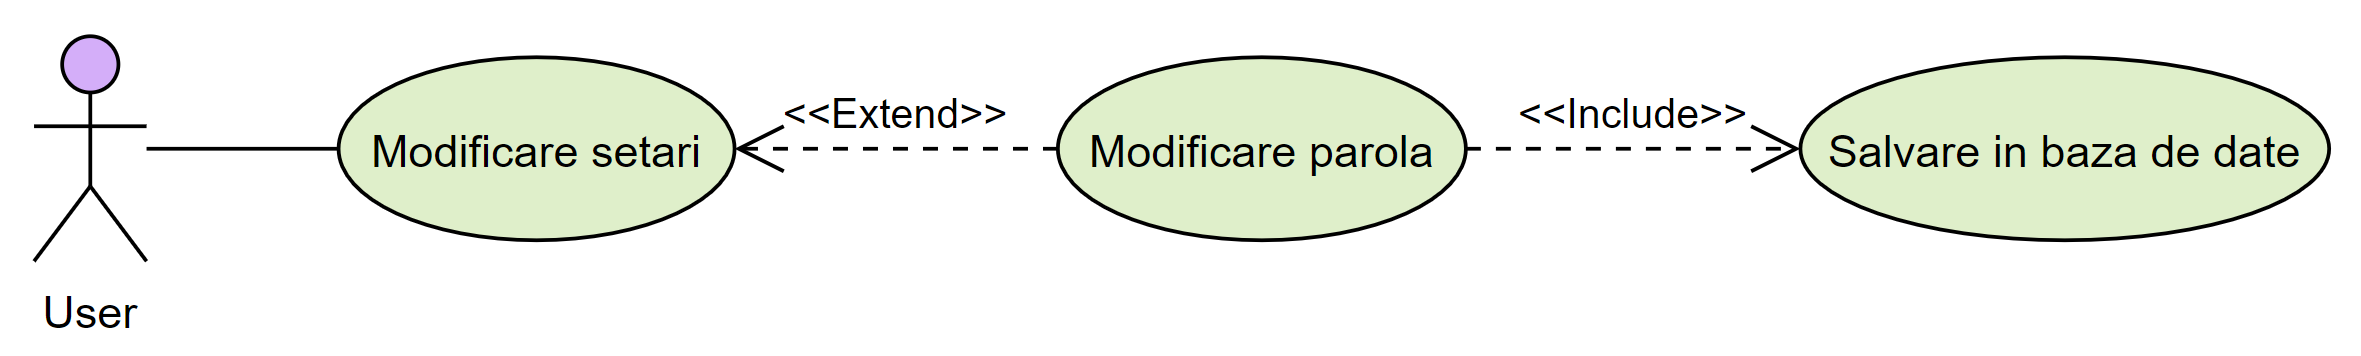 <<Extend>>
<<Include>>
Modificare setari
Modificare parola
Salvare in baza de date
User